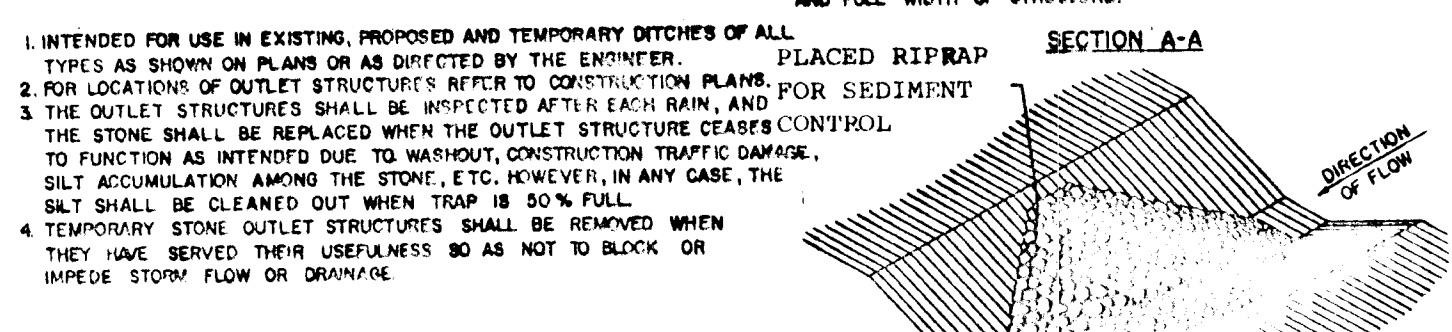 AND FULL WIDTH OF STRUCTURE.
1. INTENDED FOR USE IN EXISTING, PROPOSED AND TEMPORARY DITCHES OF ALL
TYPES AS SHOWN ON PLANS OR AS DIRECTED BY THE ENGINEER.
2. FOR LOCATIONS OF OUTLET STRUCTURES REFER TO CONSTRUCTION PLANS.
3. THE OUTLET STRUCTURES SHALL BE INSPECTED AFTER EACH RAIN, AND
THE STONE SHALL BE REPLACED WHEN THE OUTLET STRUCTURE CEASES
TO FUNCTION AS INTENDED DUE TO WASHOUT, CONSTRUCTION TRAFFIC DAMAGE,
SILT ACCUMULATION AMONG THE STONE, ETC. HOWEVER, IN ANY CASE, THE
SILT SHALL BE CLEANED OUT WHEN TRAP IS 50% FULL.
4. TEMPORARY STONE OUTLET STRUCTURES SHALL BE REMOVED WHEN
THEY HAVE SERVED THEIR USEFULNESS SO AS NOT TO BLOCK OR
IMPEDE STORM FLOW OR DRAINAGE.
PLACED RIPRAP
FOR SEDIMENT
CONTROL
SECTION A-A
DIRECTION
OF FLOW